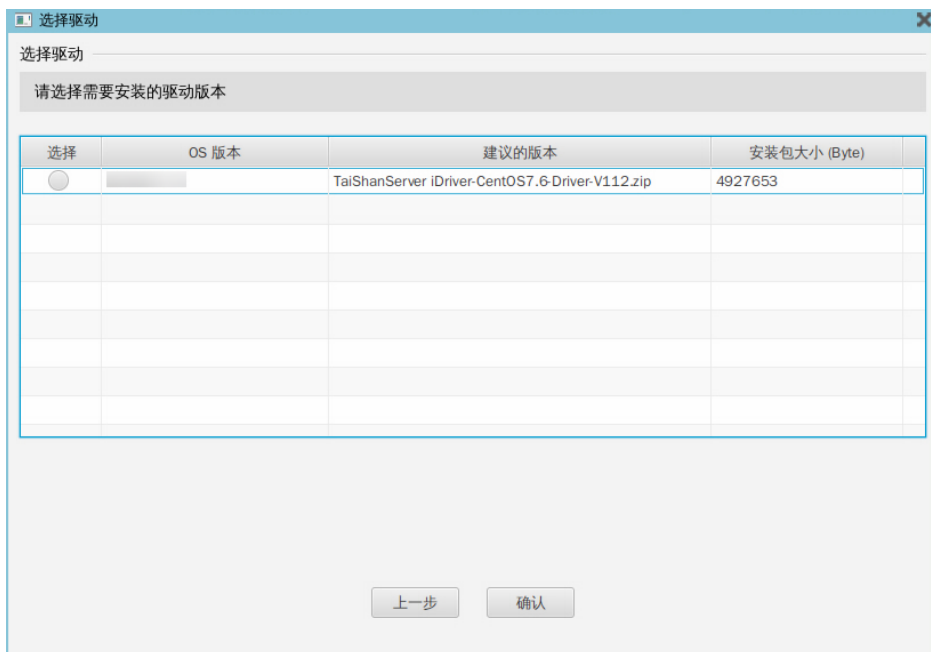 选择驱动
选择驱动
请选择需要安装的驱动版本
选择 OS 版本 建议的版本 安装包大小 (Byte)
TaiShanServer iDriver-CentOS7.6-Driver-V112.zip 4927653
上一步 确认